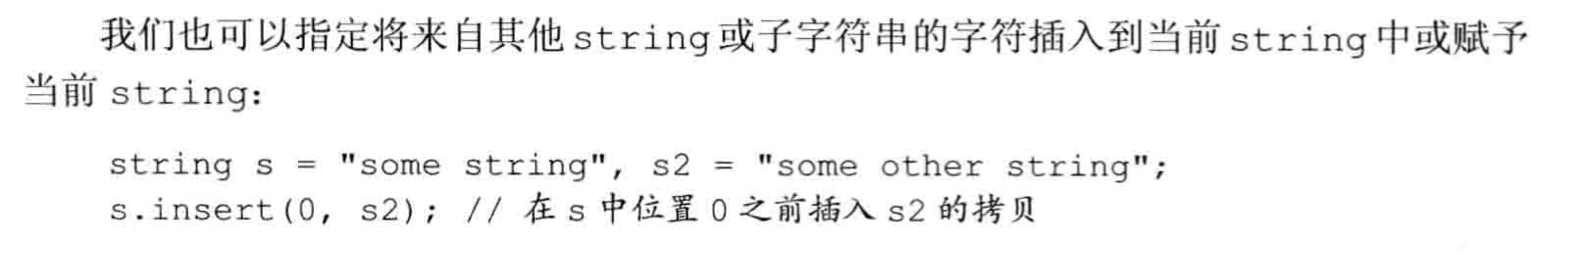 我们也可以指定将来自其他 string 或子字符串的字符插入到当前 string 中或赋予
当前 string：
string s = "some string", s2 = "some other string";
s.insert(0, s2); // 在 s 中位置 0 之前插入 s2 的拷贝